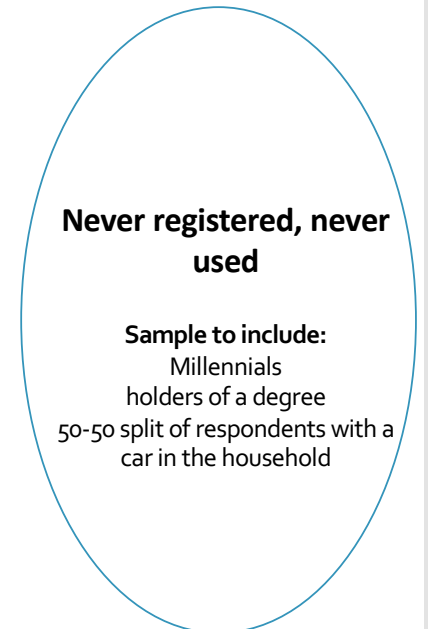 Never registered, never
used
Sample to include:
Millennials
holders of a degree
50-50 split of respondents with a
car in the household